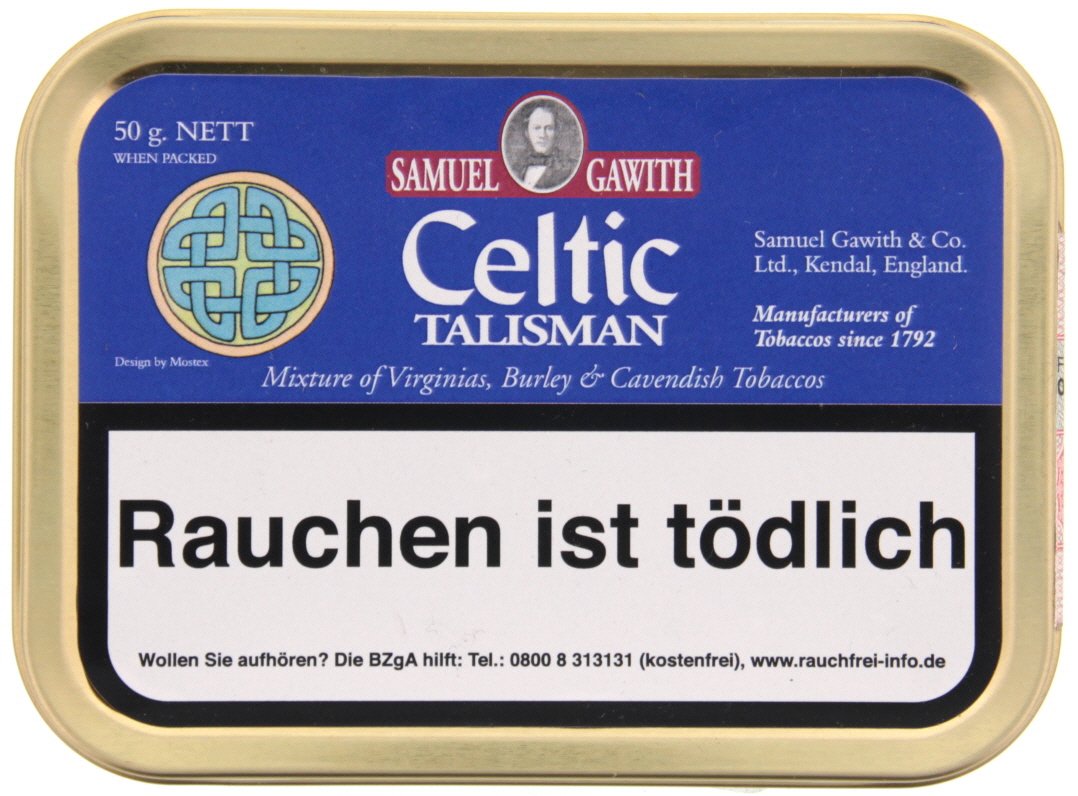 50 g. NETT
WHEN PACKED
SAMUEL GAWITH
Celtic
TALISMAN
Samuel Gawith & Co.
Ltd., Kendal, England.
Manufacturers of
Tobaccos since 1792
Design by Mostex
Mixture of Virginias, Burley & Cavendish Tobaccos
Rauchen ist tödlich
Wollen Sie aufhören? Die BZgA hilft: Tel.: 0800 8 313131 (kostenfrei), www.rauchfrei-info.de